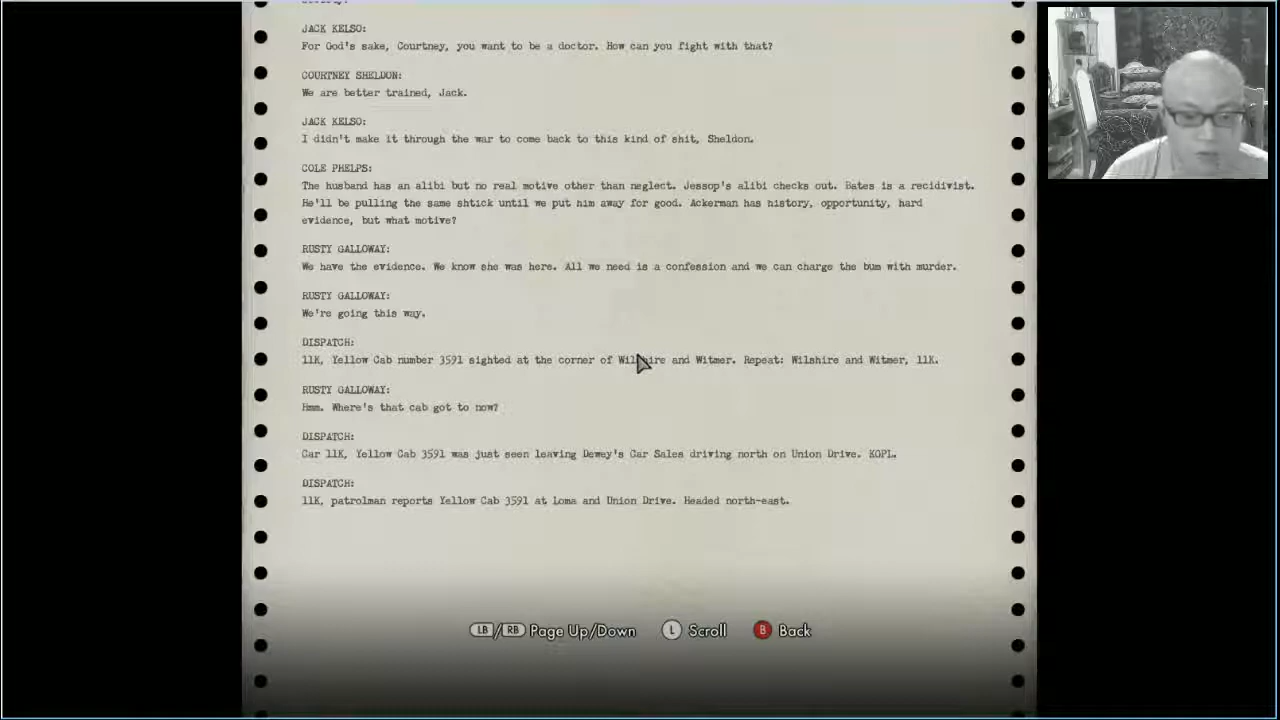 JACK KELSO:
For God's sake, Courtney, you want to be a doctor. How can you fight with that?
COURTNEY SHELDON:
We are better trained, Jack.
JACK KELSO:
I didn't make it through the war to come back to this kind of shit, Sheldon.
COLE PHELPS:
The husband has an alibi but no real motive other than neglect. Jessop's alibi checks out. Bates is a recidivist.
He'll be pulling the same shtick until we put him away for good. Ackerman has history, opportunity, hard
evidence, but what motive?
RUSTY GALLOWAY:
We have the evidence. We know she was here. All we need is a confession and we can charge the bum with murder.
RUSTY GALLOWAY:
We're going this way.
DISPATCH:
11K, Yellow Cab number 3591 sighted at the corner of Wilshire and Witmer. Repeat: Wilshire and Witmer, 11K.
RUSTY GALLOWAY:
Hmm. Where's that cab got to now?
DISPATCH:
Car 11K, Yellow Cab 3591 was just seen leaving Dewey's Car Sales driving north on Union Drive. KGPL.
DISPATCH:
11K, patrolman reports Yellow Cab 3591 at Loma and Union Drive. Headed north-east.
LB/RB Page Up/Down L Scroll B Back